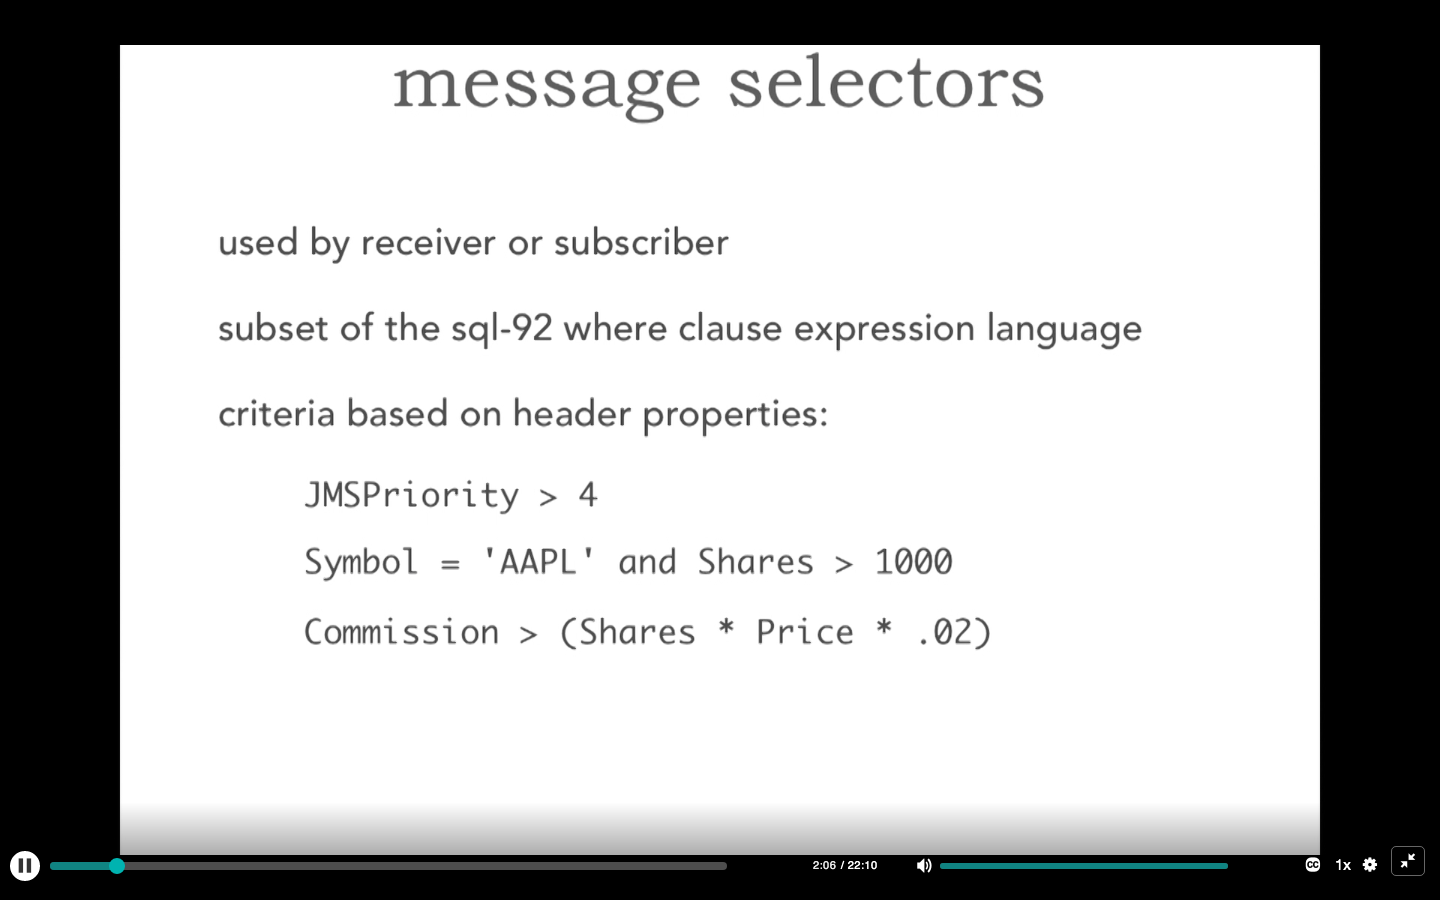 message selectors
used by receiver or subscriber
subset of the sql-92 where clause expression language
criteria based on header properties:
JMSPriority > 4
Symbol = 'AAPL' and Shares > 1000
Commission > (Shares * Price * .02)
2:06 / 22:10
CC
1x